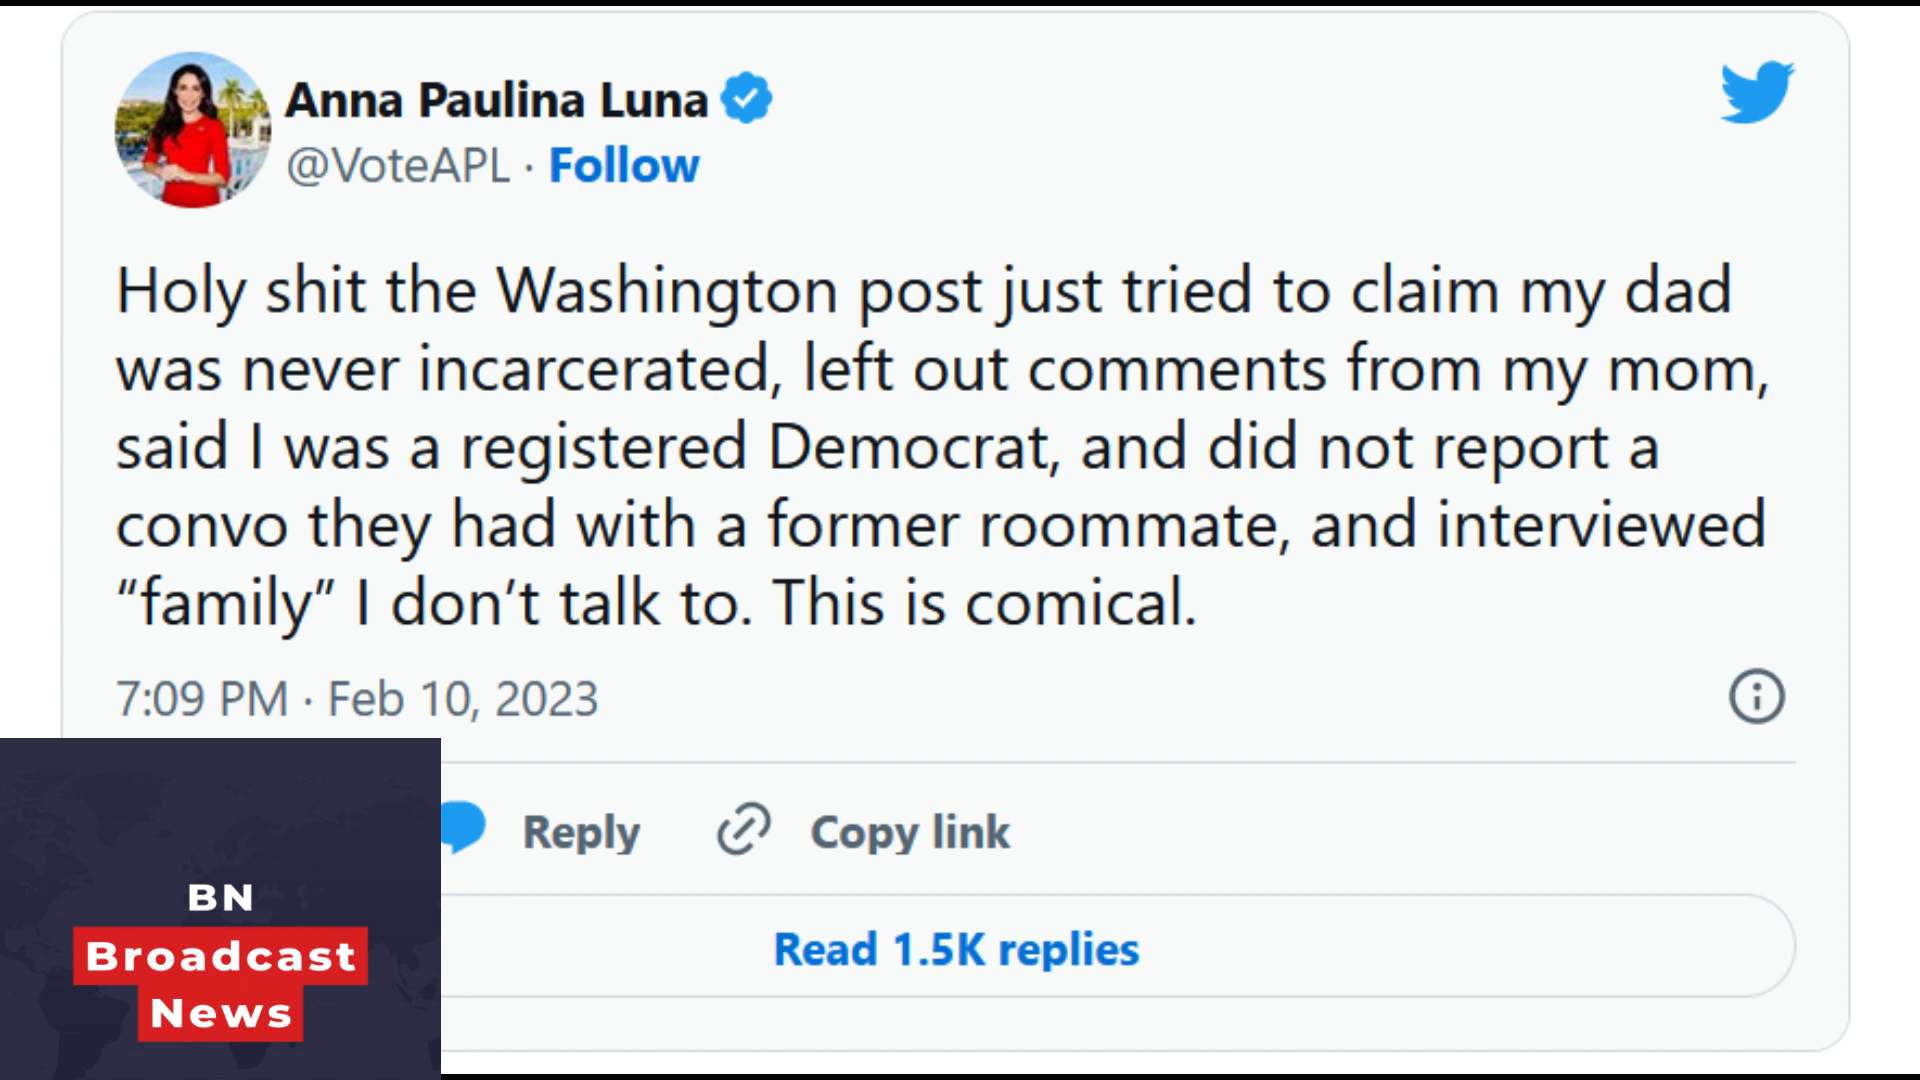 Anna Paulina Luna
@VoteAPL · Follow
Holy shit the Washington post just tried to claim my dad
was never incarcerated, left out comments from my mom,
said I was a registered Democrat, and did not report a
convo they had with a former roommate, and interviewed
“family” I don’t talk to. This is comical.
7:09 PM · Feb 10, 2023
Reply
Copy link
Read 1.5K replies
BN
Broadcast
News